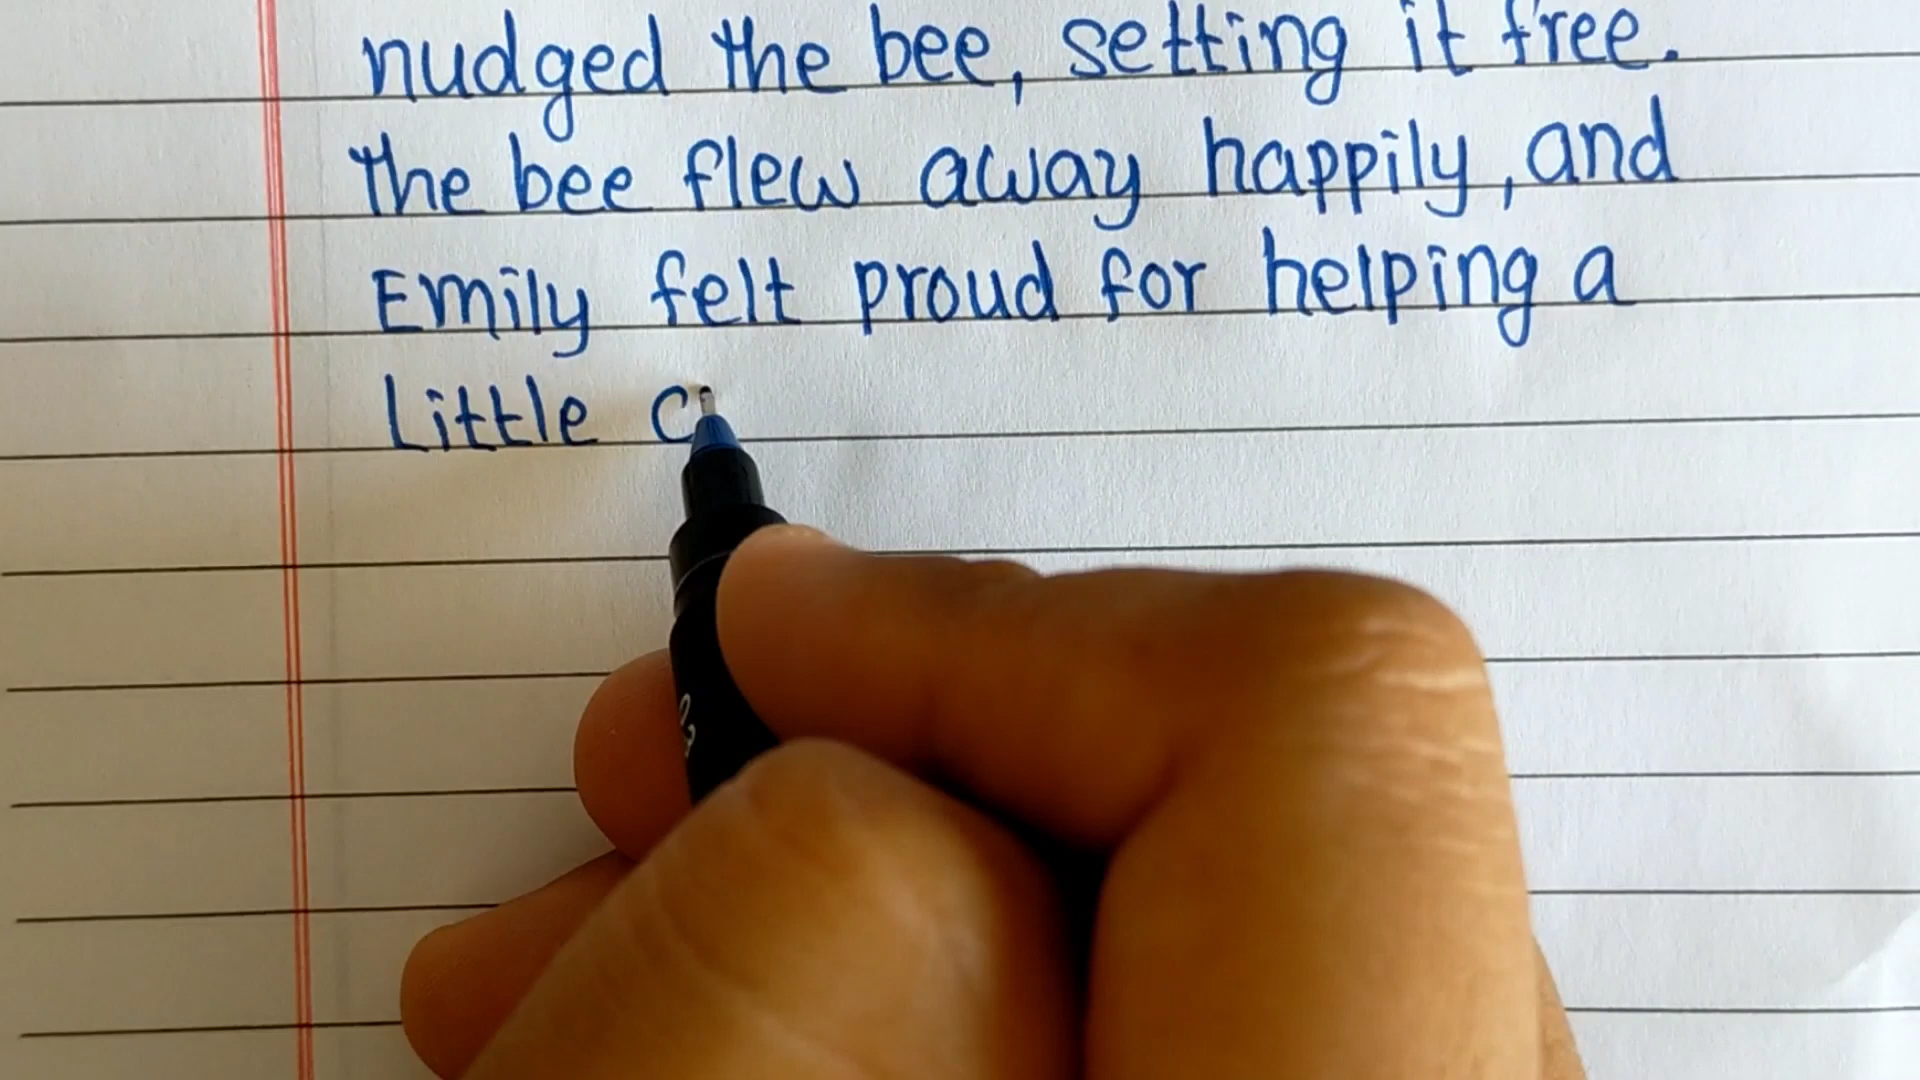 nudged the bee, setting it free.
the bee flew away happily, and
Emily felt proud for helping a
Little c